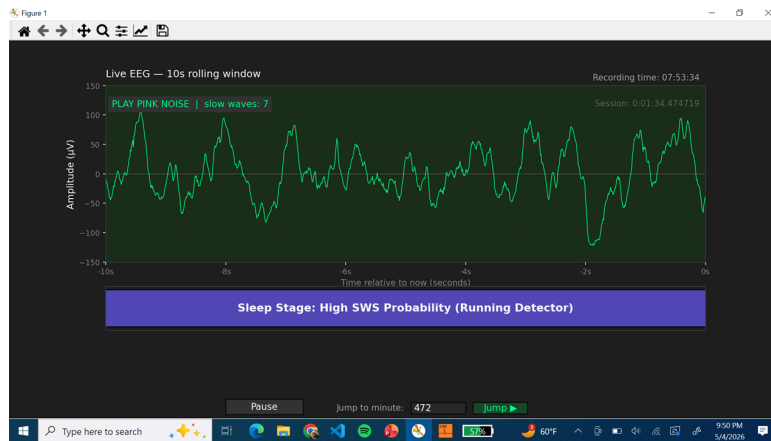 Figure 1
Live EEG — 10s rolling window
Recording time: 07:53:34
PLAY PINK NOISE | slow waves: 7
Session: 0:01:34.474719
150
100
50
0
−50
−100
−150
Amplitude (μV)
-10s
-8s
-6s
-4s
-2s
0s
Time relative to now (seconds)
Sleep Stage: High SWS Probability (Running Detector)
Pause
Jump to minute:
472
Jump ▶
Type here to search
57%
60°F
9:50 PM
5/4/2026